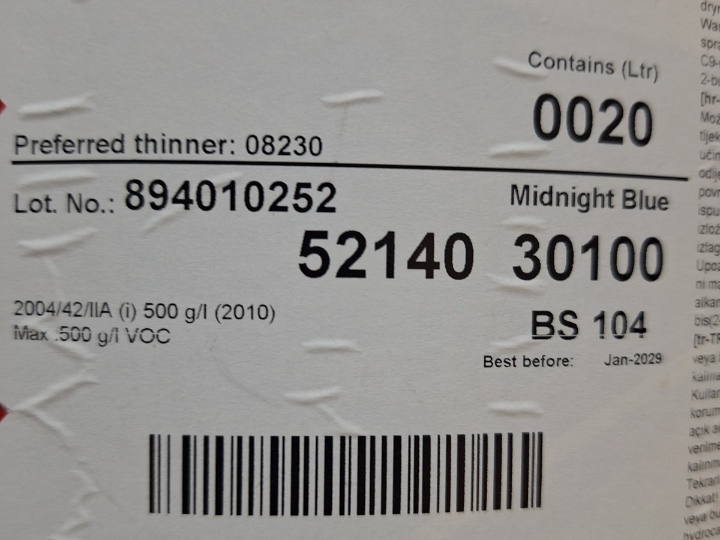 Contains (Ltr)
0020
Preferred thinner: 08230
Lot. No.: 894010252
Midnight Blue
52140 30100
2004/42/IIA (i) 500 g/l (2010)
Max .500 g/l VOC
BS 104
Best before: Jan-2029